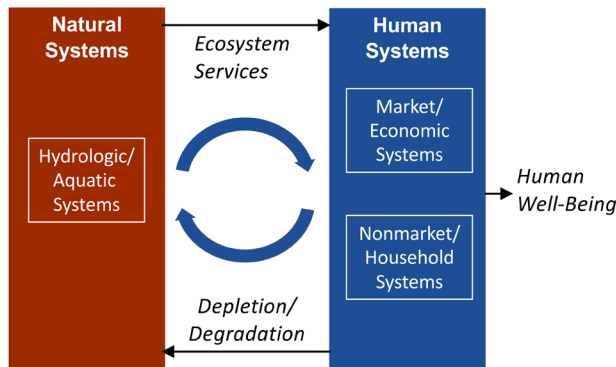 Natural
Systems
Ecosystem
Services
Human
Systems
Hydrologic/
Aquatic
Systems
Market/
Economic
Systems
Nonmarket/
Household
Systems
Human
Well-Being
Depletion/
Degradation